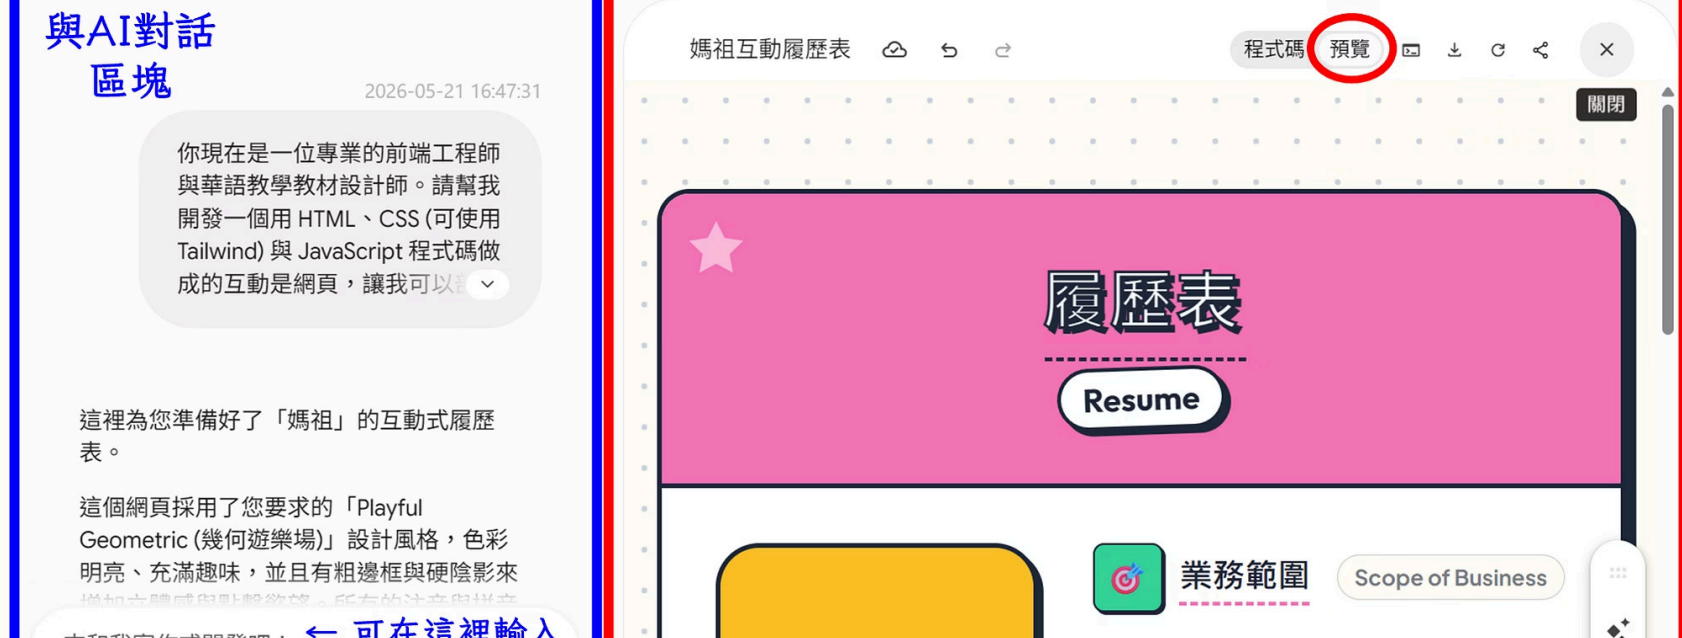 與AI對話
區塊
2026-05-21 16:47:31
你現在是一位專業的前端工程師
與華語教學教材設計師。請幫我
開發一個用 HTML、CSS (可使用
Tailwind) 與 JavaScript 程式碼做
成的互動是網頁，讓我可以
這裡為您準備好了「媽祖」的互動式履歷
表。
這個網頁採用了您要求的「Playful
Geometric (幾何遊樂場)」設計風格，色彩
明亮、充滿趣味，並且有粗邊框與硬陰影來
← 可在這裡輸入
媽祖互動履歷表
程式碼
預覽
關閉
履歷表
Resume
業務範圍
Scope of Business